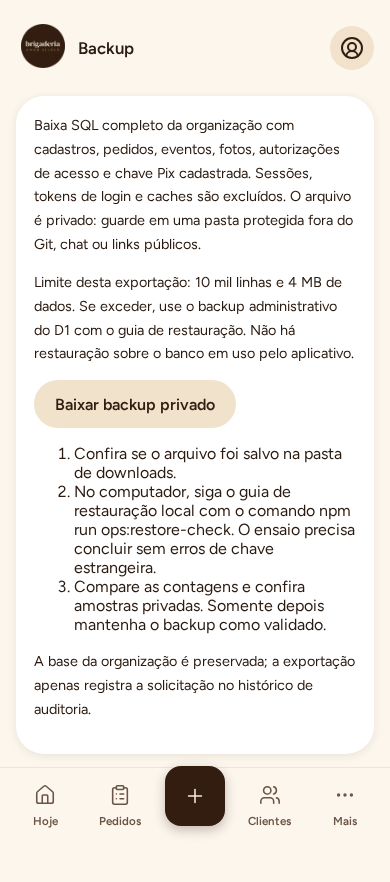 brigaderia
Backup
Baixa SQL completo da organização com
cadastros, pedidos, eventos, fotos, autorizações
de acesso e chave Pix cadastrada. Sessões,
tokens de login e caches são excluídos. O arquivo
é privado: guarde em uma pasta protegida fora do
Git, chat ou links públicos.
Limite desta exportação: 10 mil linhas e 4 MB de
dados. Se exceder, use o backup administrativo
do D1 com o guia de restauração. Não há
restauração sobre o banco em uso pelo aplicativo.
Baixar backup privado
1. Confira se o arquivo foi salvo na pasta
de downloads.
2. No computador, siga o guia de
restauração local com o comando npm
run ops:restore-check. O ensaio precisa
concluir sem erros de chave
estrangeira.
3. Compare as contagens e confira
amostras privadas. Somente depois
mantenha o backup como validado.
A base da organização é preservada; a exportação
apenas registra a solicitação no histórico de
auditoria.
Hoje
Pedidos
Clientes
Mais